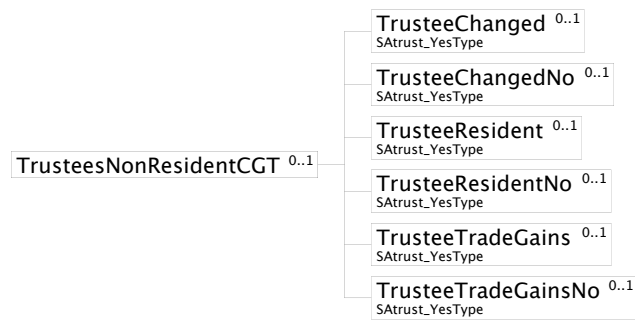 TrusteeChanged 0..1
SAtrust_YesType
TrusteeChangedNo 0..1
SAtrust_YesType
TrusteeResident 0..1
SAtrust_YesType
TrusteesNonResidentCGT 0..1
TrusteeResidentNo 0..1
SAtrust_YesType
TrusteeTradeGains 0..1
SAtrust_YesType
TrusteeTradeGainsNo 0..1
SAtrust_YesType